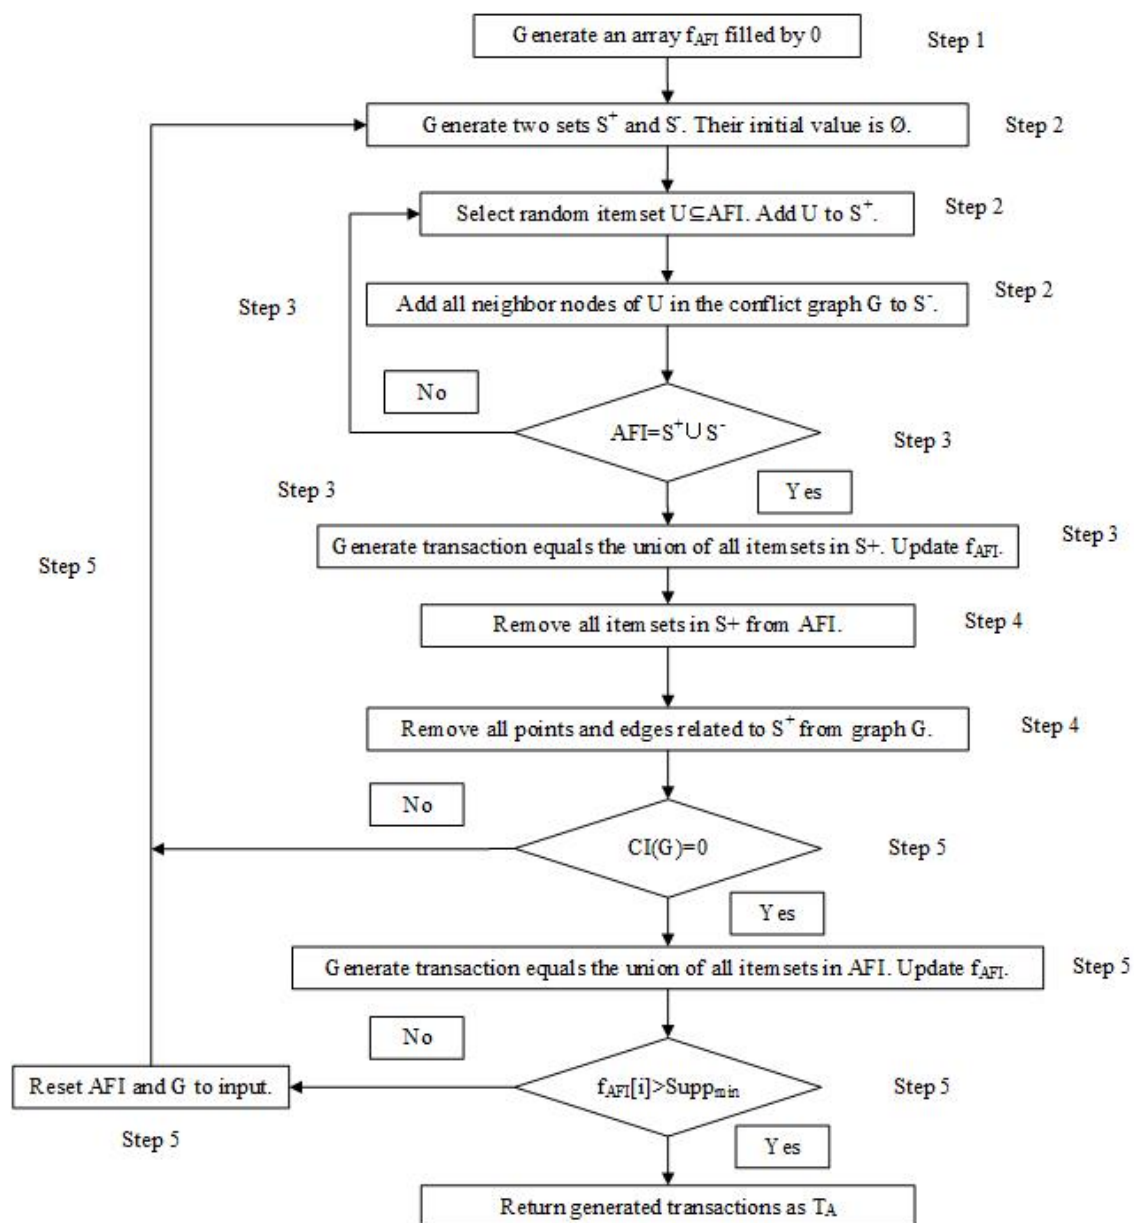 Generate an array f_AFI filled by 0
Step 1
Generate two sets S⁺ and S⁻. Their initial value is Ø.
Step 2
Select random itemset U⊆AFI. Add U to S⁺.
Step 2
Add all neighbor nodes of U in the conflict graph G to S⁻.
Step 2
Step 3
No
AFI=S⁺∪S⁻
Step 3
Yes
Step 3
Generate transaction equals the union of all itemsets in S+. Update f_AFI.
Step 3
Step 5
Remove all itemsets in S+ from AFI.
Step 4
Remove all points and edges related to S⁺ from graph G.
Step 4
No
CI(G)=0
Step 5
Yes
Generate transaction equals the union of all itemsets in AFI. Update f_AFI.
Step 5
No
Reset AFI and G to input.
f_AFI[i]>Supp_min
Step 5
Step 5
Yes
Return generated transactions as T_A